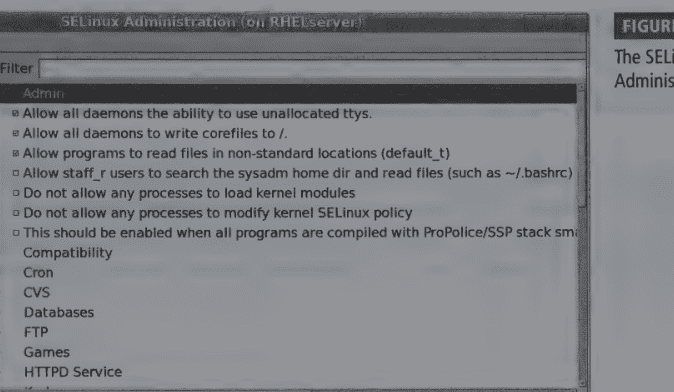 SELinux Administration (on RHELserver)
FIGUR
The SELi
Adminis
Filter
Admin
Allow all daemons the ability to use unallocated ttys.
Allow all daemons to write corefiles to /.
Allow programs to read files in non-standard locations (default_t)
Allow staff_r users to search the sysadm home dir and read files (such as ~/.bashrc)
Do not allow any processes to load kernel modules
Do not allow any processes to modify kernel SELinux policy
This should be enabled when all programs are compiled with ProPolice/SSP stack sma
Compatibility
Cron
CVS
Databases
FTP
Games
HTTPD Service